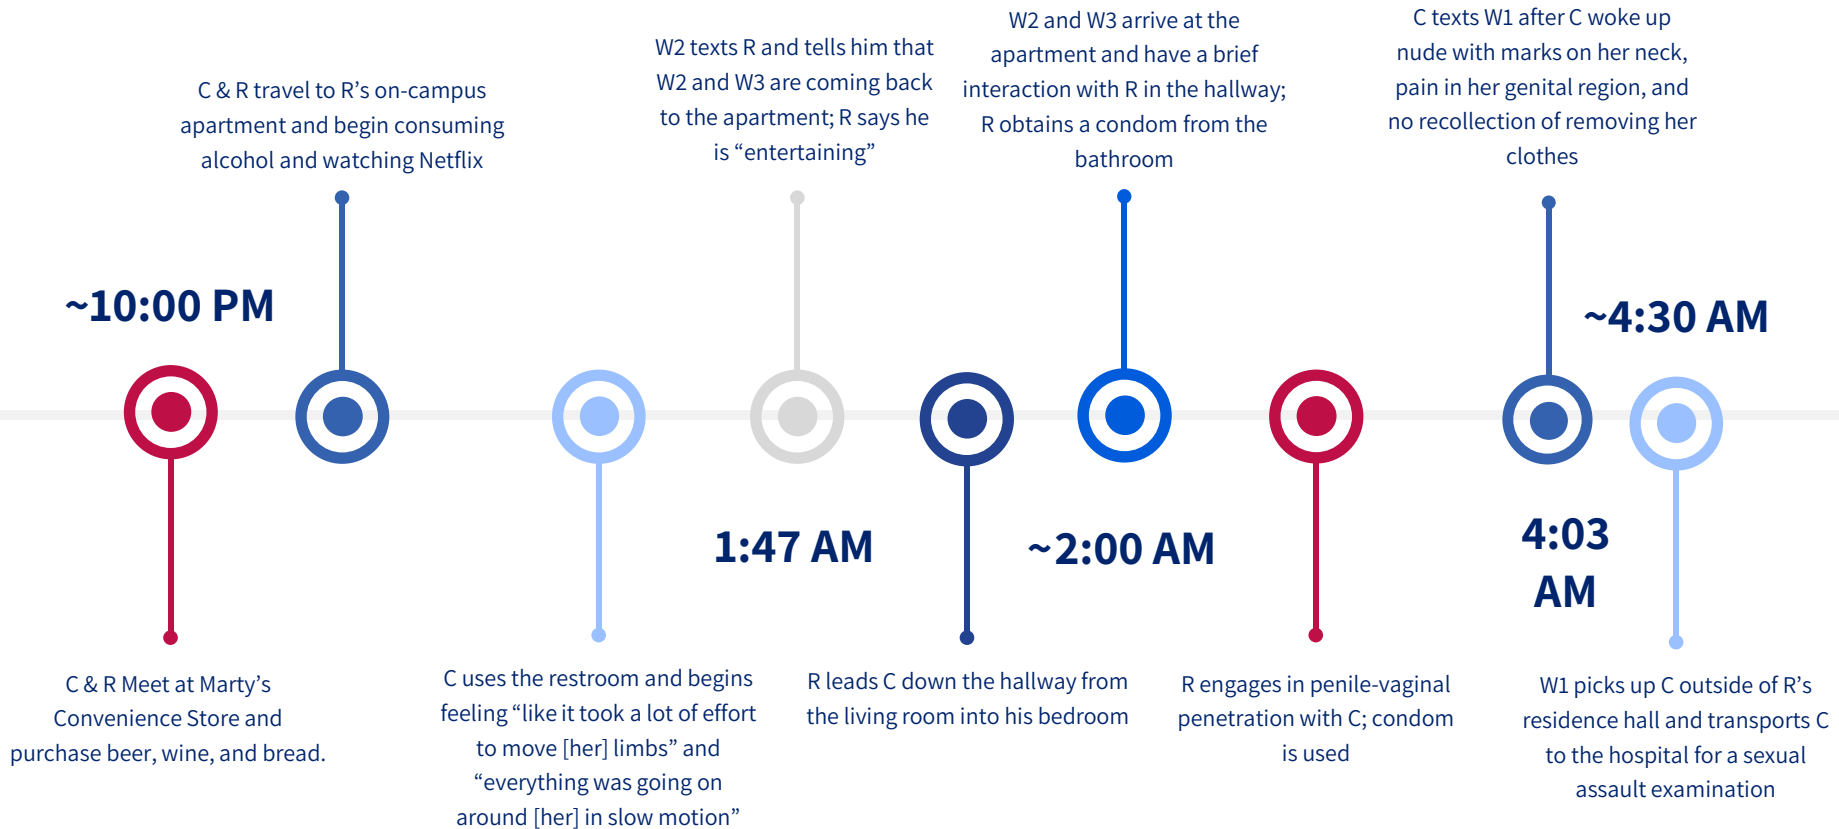 ~10:00 PM
C & R Meet at Marty’s
Convenience Store and
purchase beer, wine, and bread.
C & R travel to R’s on-campus
apartment and begin consuming
alcohol and watching Netflix
C uses the restroom and begins
feeling “like it took a lot of effort
to move [her] limbs” and
“everything was going on
around [her] in slow motion”
W2 texts R and tells him that
W2 and W3 are coming back
to the apartment; R says he
is “entertaining”
1:47 AM
R leads C down the hallway from
the living room into his bedroom
W2 and W3 arrive at the
apartment and have a brief
interaction with R in the hallway;
R obtains a condom from the
bathroom
~2:00 AM
R engages in penile-vaginal
penetration with C; condom
is used
C texts W1 after C woke up
nude with marks on her neck,
pain in her genital region, and
no recollection of removing her
clothes
4:03
AM
~4:30 AM
W1 picks up C outside of R’s
residence hall and transports C
to the hospital for a sexual
assault examination